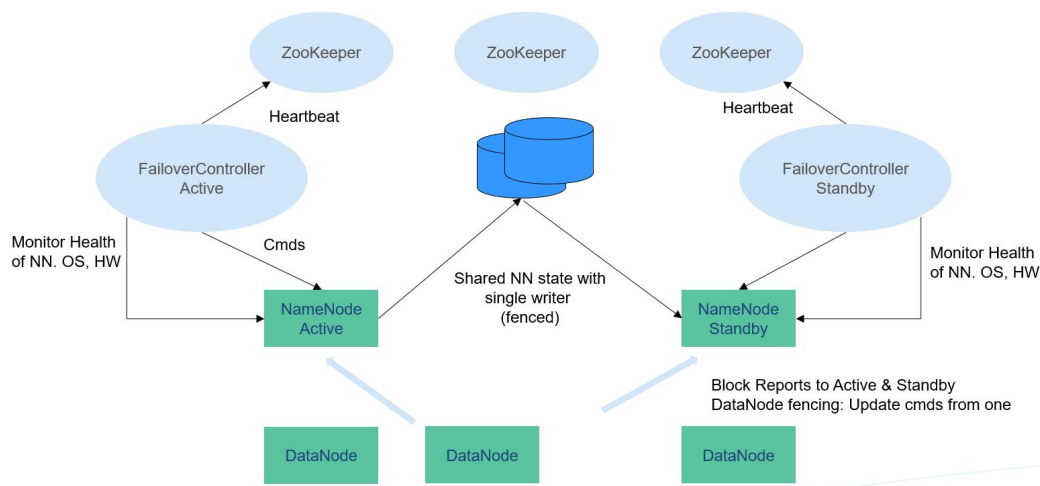 ZooKeeper
ZooKeeper
ZooKeeper
Heartbeat
Heartbeat
FailoverController
Active
FailoverController
Standby
Monitor Health
of NN. OS, HW
Cmds
Monitor Health
of NN. OS, HW
Shared NN state with
single writer
(fenced)
NameNode
Active
NameNode
Standby
Block Reports to Active & Standby
DataNode fencing: Update cmds from one
DataNode
DataNode
DataNode